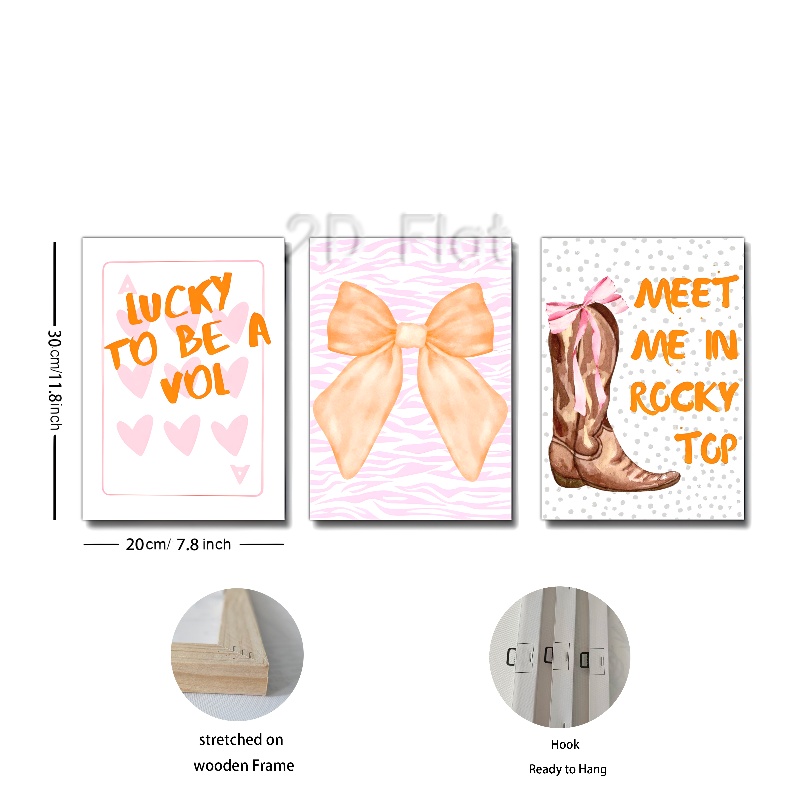 2D Flat
LUCKY
TO BE A
VOL
A
A
MEET
ME IN
ROCKY
TOP
30cm/11.8inch
20cm/ 7.8 inch
stretched on
wooden Frame
Hook
Ready to Hang